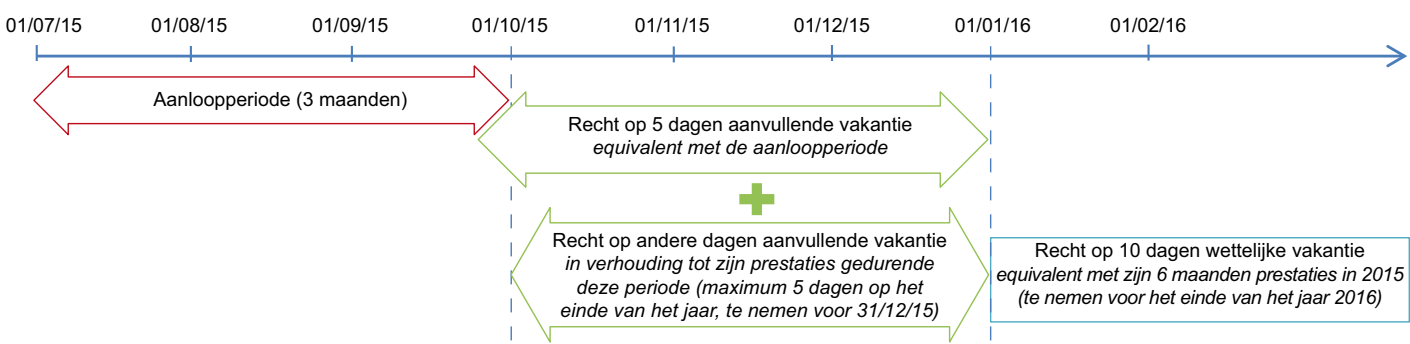 01/07/15 01/08/15 01/09/15 01/10/15 01/11/15 01/12/15 01/01/16 01/02/16
Aanloopperiode (3 maanden)
Recht op 5 dagen aanvullende vakantie
equivalent met de aanloopperiode
Recht op andere dagen aanvullende vakantie
in verhouding tot zijn prestaties gedurende
deze periode (maximum 5 dagen op het
einde van het jaar, te nemen voor 31/12/15)
Recht op 10 dagen wettelijke vakantie
equivalent met zijn 6 maanden prestaties in 2015
(te nemen voor het einde van het jaar 2016)